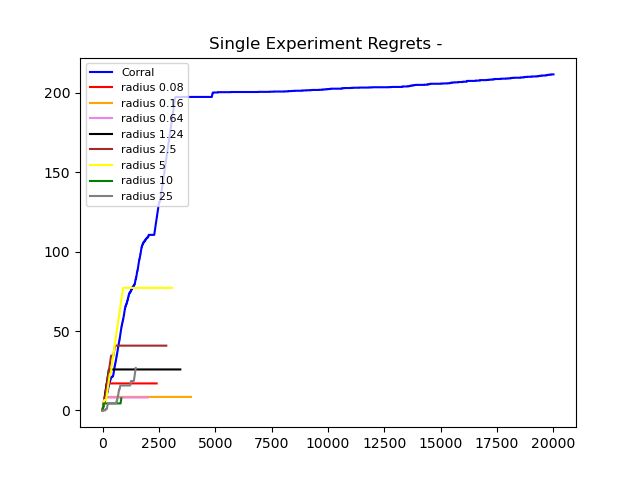 Single Experiment Regrets -
Corral
radius 0.08
radius 0.16
radius 0.64
radius 1.24
radius 2.5
radius 5
radius 10
radius 25
200
150
100
50
0
0 2500 5000 7500 10000 12500 15000 17500 20000